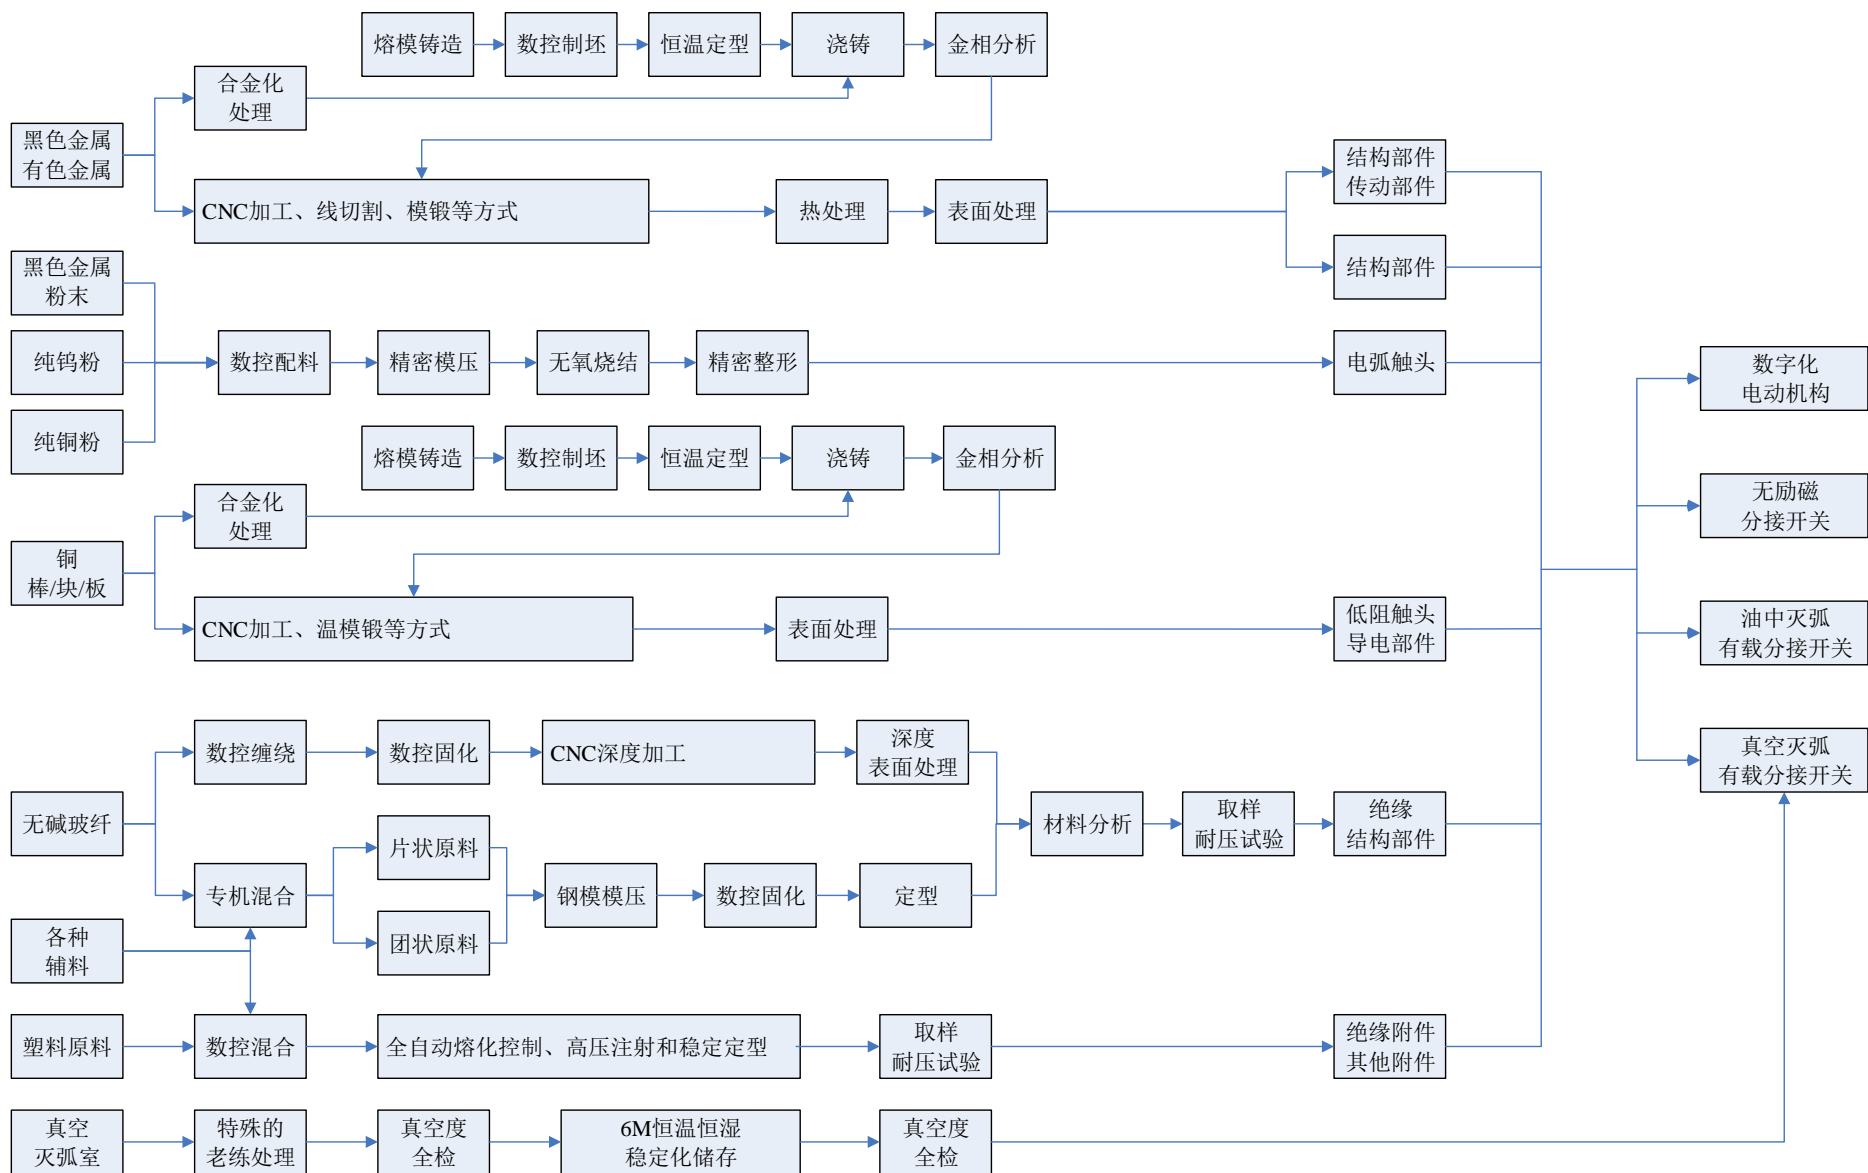 熔模铸造
数控制坯
恒温定型
浇铸
金相分析
合金化
处理
黑色金属
有色金属
CNC加工、线切割、模锻等方式
热处理
表面处理
结构部件
传动部件
结构部件
黑色金属
粉末
纯钨粉
纯铜粉
数控配料
精密模压
无氧烧结
精密整形
电弧触头
熔模铸造
数控制坯
恒温定型
浇铸
金相分析
合金化
处理
铜
棒/块/板
CNC加工、温模锻等方式
表面处理
低阻触头
导电部件
数字化
电动机构
无励磁
分接开关
油中灭弧
有载分接开关
真空灭弧
有载分接开关
数控缠绕
数控固化
CNC深度加工
深度
表面处理
无碱玻纤
专机混合
片状原料
团状原料
钢模模压
数控固化
定型
材料分析
取样
耐压试验
绝缘
结构部件
各种
辅料
塑料原料
数控混合
全自动熔化控制、高压注射和稳定定型
取样
耐压试验
绝缘附件
其他附件
真空
灭弧室
特殊的
老练处理
真空度
全检
6M恒温恒湿
稳定化储存
真空度
全检